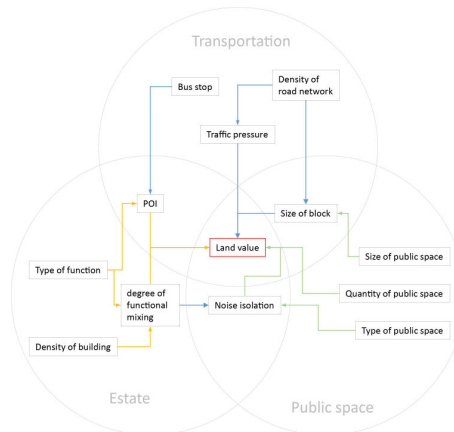 Transportation
Density of
road network
Bus stop
Traffic pressure
POI
Size of block
Land value
Size of public space
Type of function
degree of
functional
mixing
Noise isolation
Quantity of public space
Type of public space
Density of building
Estate
Public space